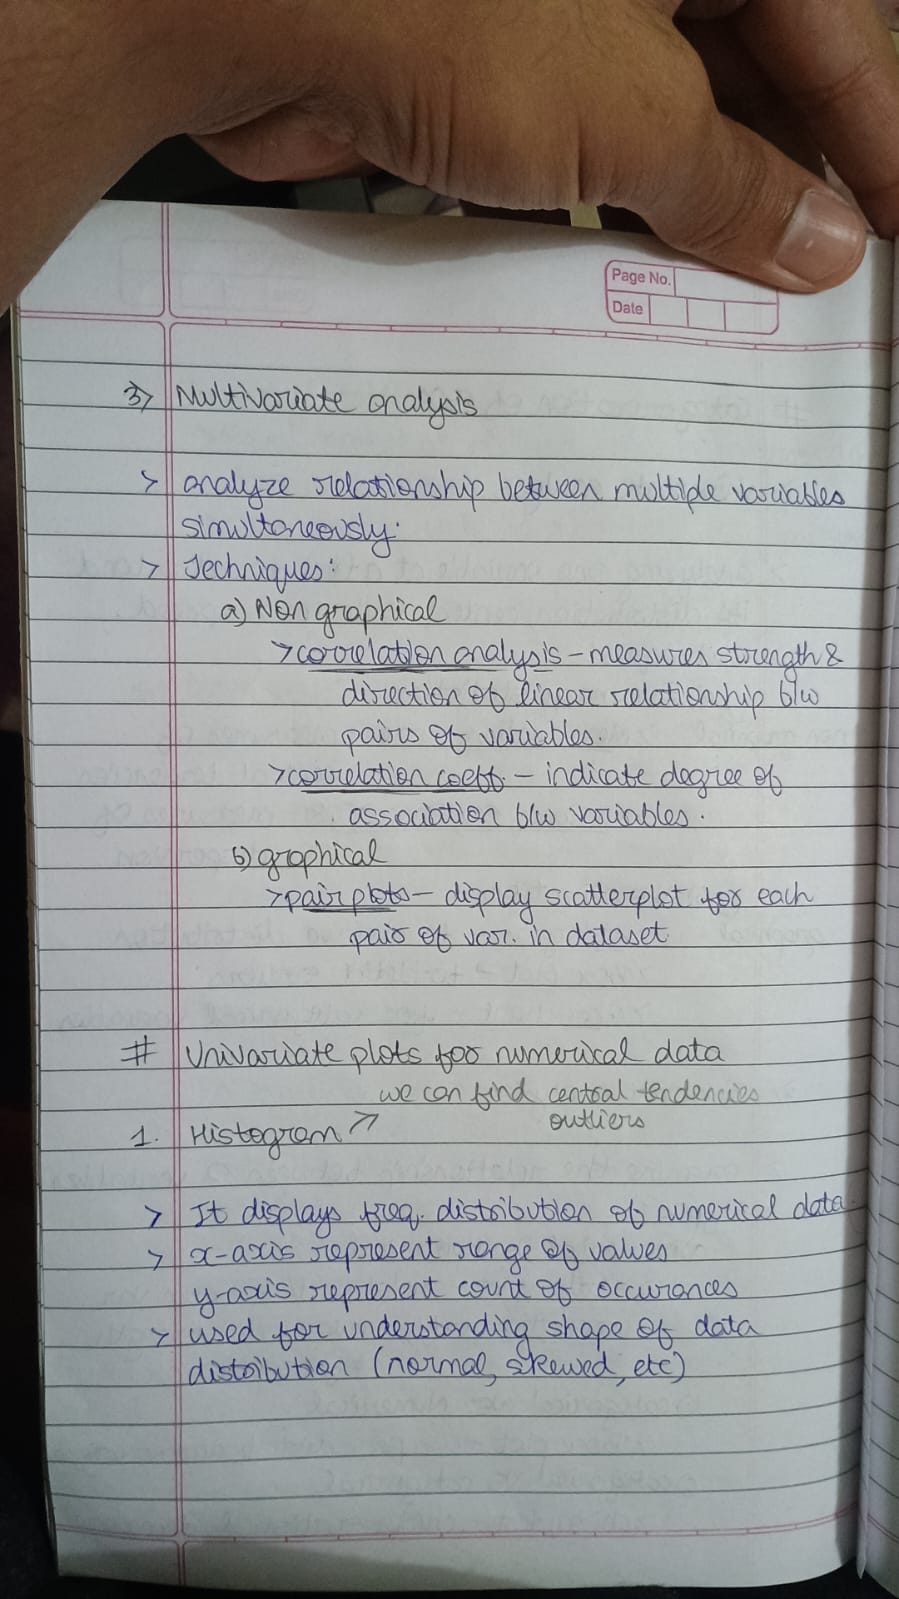 Page No.
Date
3> Multivariate analysis
> analyze relationship between multiple variables
simultaneously.
> Techniques:
a) Non graphical
> correlation analysis - measures strength &
direction of linear relationship b/w
pairs of variables.
> correlation coeff. - indicate degree of
association b/w variables.
b) graphical
> pair plots - display scatterplot for each
pair of var. in dataset.
# Univariate plots for numerical data
we can find central tendencies
outliers
1. Histogram
> It displays freq. distribution of numerical data.
> x-axis represent range of values
y-axis represent count of occurances
> used for understanding shape of data
distribution (normal, skewed, etc)